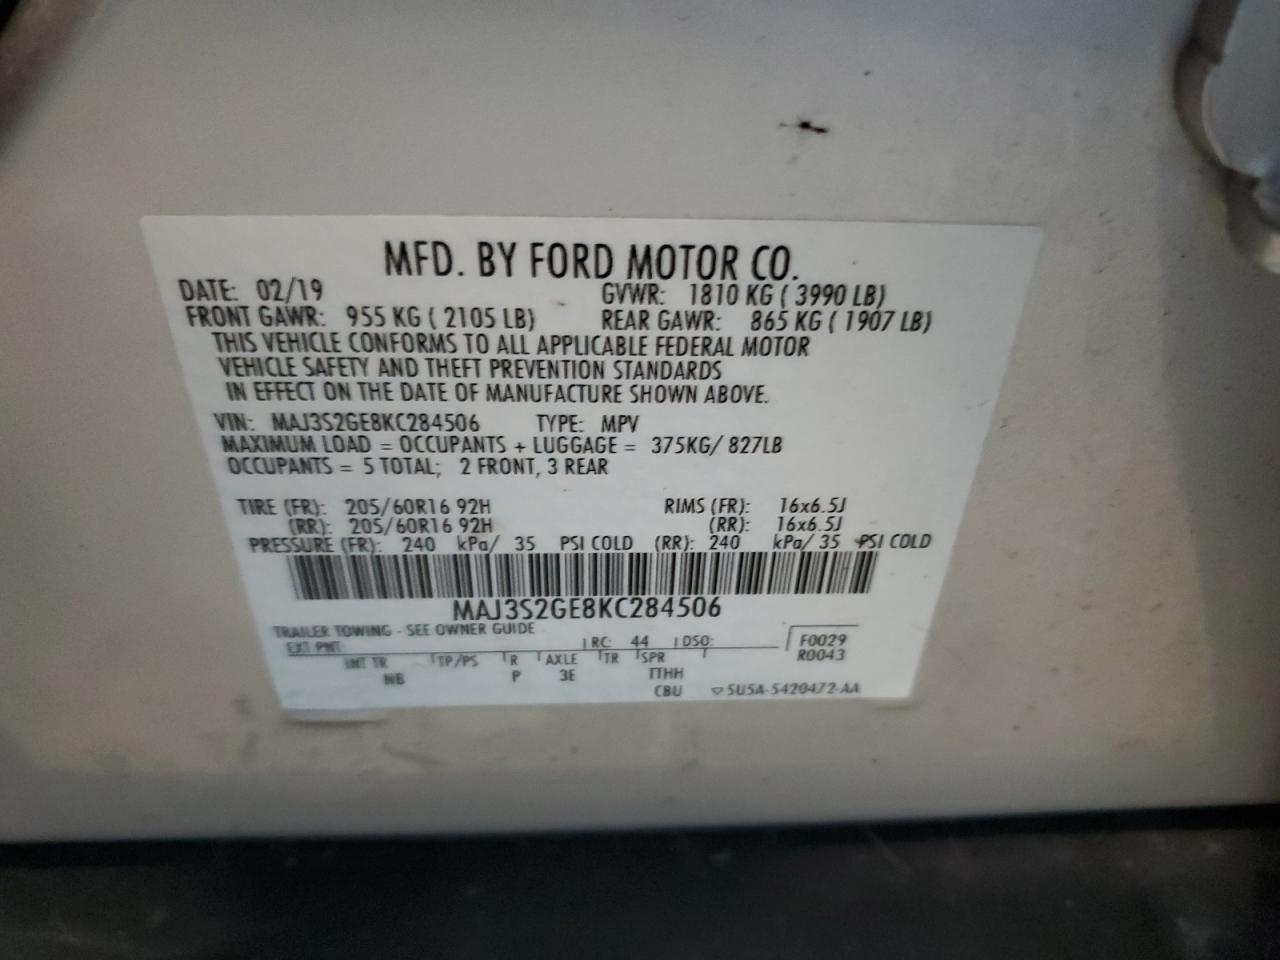 MFD. BY FORD MOTOR CO.
DATE: 02/19 GVWR: 1810 KG ( 3990 LB)
FRONT GAWR: 955 KG ( 2105 LB) REAR GAWR: 865 KG ( 1907 LB)
THIS VEHICLE CONFORMS TO ALL APPLICABLE FEDERAL MOTOR
VEHICLE SAFETY AND THEFT PREVENTION STANDARDS
IN EFFECT ON THE DATE OF MANUFACTURE SHOWN ABOVE.
VIN: MAJ3S2GE8KC284506 TYPE: MPV
MAXIMUM LOAD = OCCUPANTS + LUGGAGE = 375KG/ 827LB
OCCUPANTS = 5 TOTAL; 2 FRONT, 3 REAR
TIRE (FR): 205/60R16 92H RIMS (FR): 16x6.5J
(RR): 205/60R16 92H (RR): 16x6.5J
PRESSURE (FR): 240 kPa/ 35 PSI COLD (RR): 240 kPa/ 35 PSI COLD
MAJ3S2GE8KC284506
TRAILER TOWING - SEE OWNER GUIDE
EXT PNT: RC: 44 DSO: F0029
R0043
INT TR TP/PS R AXLE TR SPR
NB P 3E TTHH
CBU ▽ 5U5A-5420472-AA